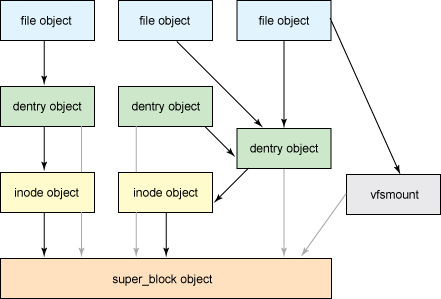 file object
file object
file object
dentry object
dentry object
dentry object
inode object
inode object
vfsmount
super_block object